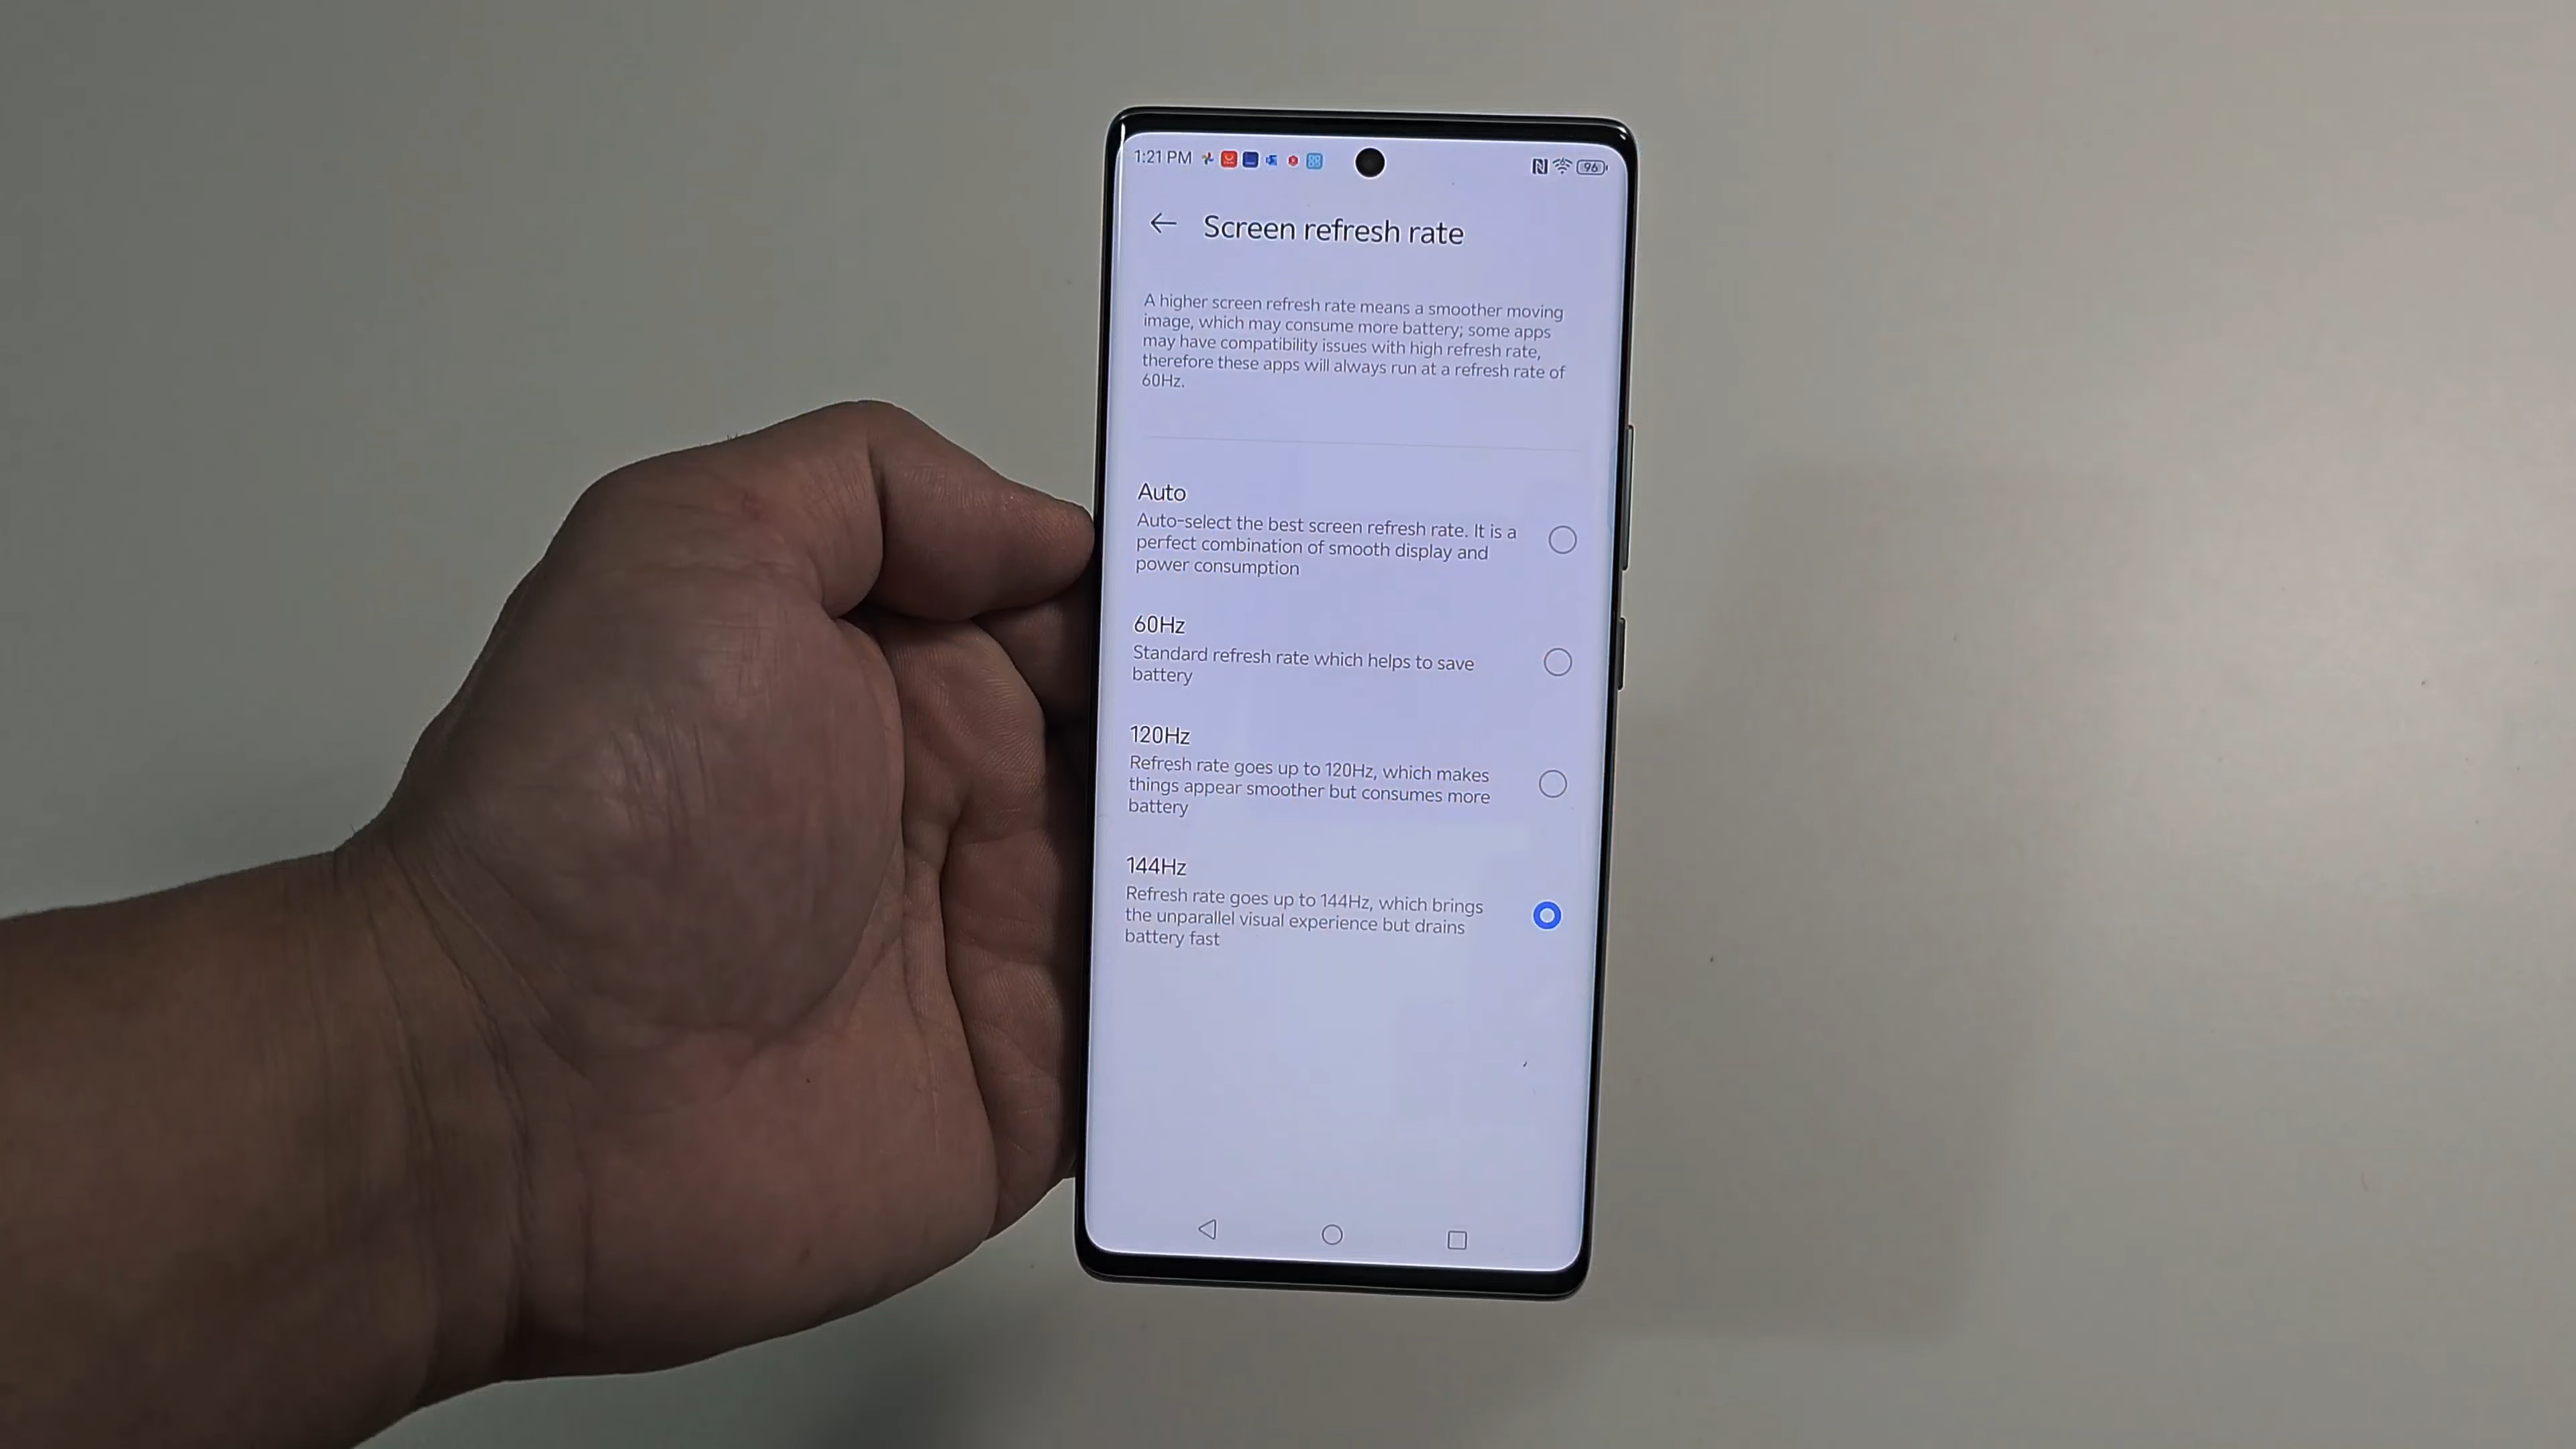 1:21 PM
96
Screen refresh rate
A higher screen refresh rate means a smoother moving
image, which may consume more battery; some apps
may have compatibility issues with high refresh rate,
therefore these apps will always run at a refresh rate of
60Hz.
Auto
Auto-select the best screen refresh rate. It is a
perfect combination of smooth display and
power consumption
60Hz
Standard refresh rate which helps to save
battery
120Hz
Refresh rate goes up to 120Hz, which makes
things appear smoother but consumes more
battery
144Hz
Refresh rate goes up to 144Hz, which brings
the unparallel visual experience but drains
battery fast